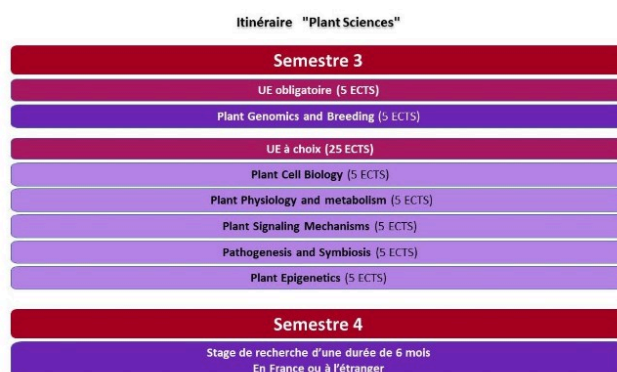 Itinéraire "Plant Sciences"
Semestre 3
UE obligatoire (5 ECTS)
Plant Genomics and Breeding (5 ECTS)
UE à choix (25 ECTS)
Plant Cell Biology (5 ECTS)
Plant Physiology and metabolism (5 ECTS)
Plant Signaling Mechanisms (5 ECTS)
Pathogenesis and Symbiosis (5 ECTS)
Plant Epigenetics (5 ECTS)
Semestre 4
Stage de recherche d'une durée de 6 mois
En France ou à l'étranger